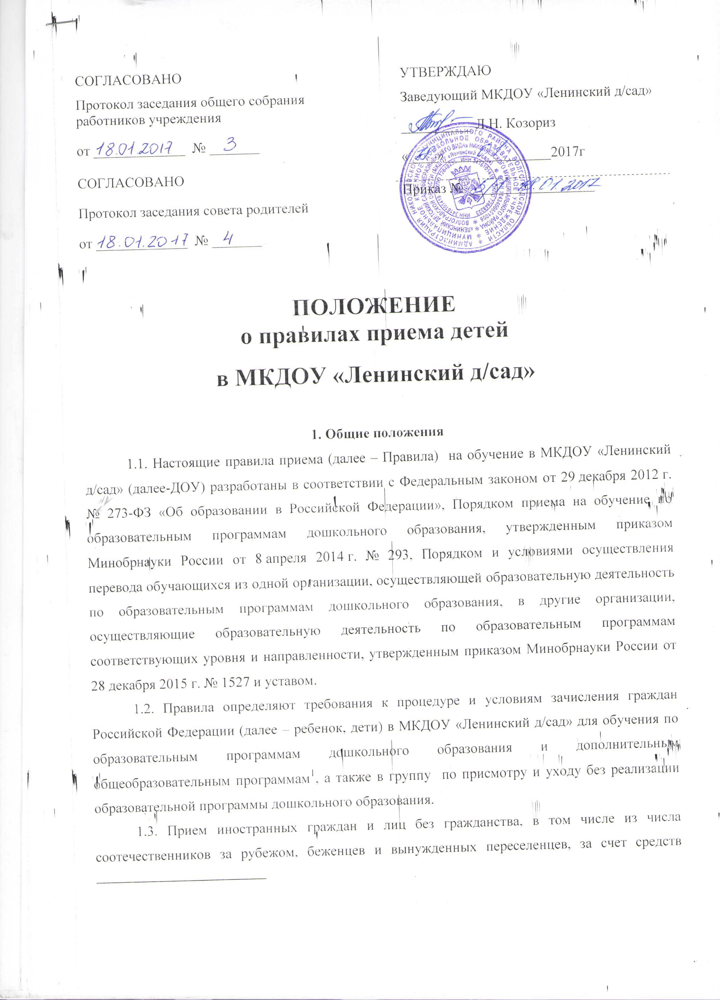 СОГЛАСОВАНО
Протокол заседания общего собрания
работников учреждения
от 18.01.2017 № 3
СОГЛАСОВАНО
Протокол заседания совета родителей
от 18.01.2017 № 4
УТВЕРЖДАЮ
Заведующий МКДОУ «Ленинский д/сад»
Л.Н. Козориз
« » 2017г
Приказ № 18.01.2017
ПОЛОЖЕНИЕ
о правилах приема детей
в МКДОУ «Ленинский д/сад»
1. Общие положения
1.1. Настоящие правила приема (далее – Правила) на обучение в МКДОУ «Ленинский
д/сад» (далее-ДОУ) разработаны в соответствии с Федеральным законом от 29 декабря 2012 г.
№ 273-ФЗ «Об образовании в Российской Федерации», Порядком приема на обучение по
образовательным программам дошкольного образования, утвержденным приказом
Минобрнауки России от 8 апреля 2014 г. № 293, Порядком и условиями осуществления
перевода обучающихся из одной организации, осуществляющей образовательную деятельность
по образовательным программам дошкольного образования, в другие организации,
осуществляющие образовательную деятельность по образовательным программам
соответствующих уровня и направленности, утвержденным приказом Минобрнауки России от
28 декабря 2015 г. № 1527 и уставом.
1.2. Правила определяют требования к процедуре и условиям зачисления граждан
Российской Федерации (далее – ребенок, дети) в МКДОУ «Ленинский д/сад» для обучения по
образовательным программам дошкольного образования и дополнительным
общеобразовательным программам¹, а также в группу по присмотру и уходу без реализации
образовательной программы дошкольного образования.
1.3. Прием иностранных граждан и лиц без гражданства, в том числе из числа
соотечественников за рубежом, беженцев и вынужденных переселенцев, за счет средств